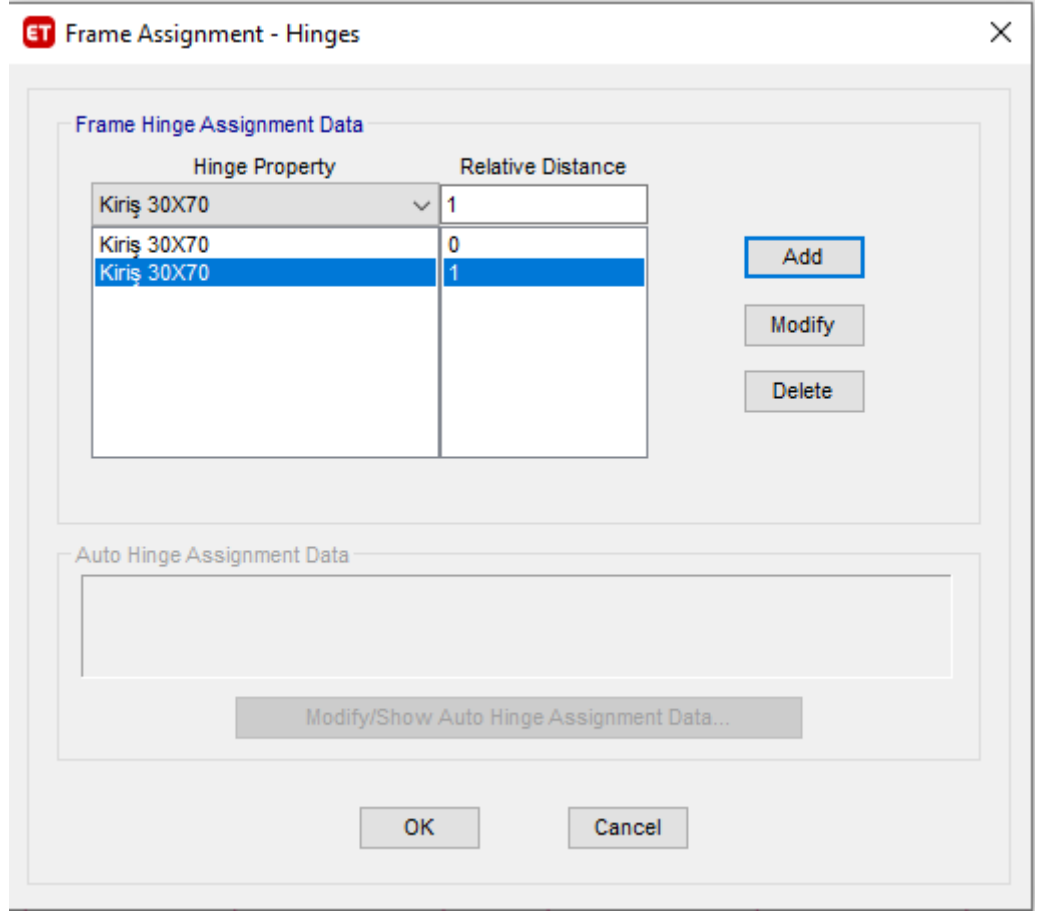 ET Frame Assignment - Hinges
Frame Hinge Assignment Data
Hinge Property Relative Distance
Kiriş 30X70 1
Kiriş 30X70 0
Kiriş 30X70 1
Add
Modify
Delete
Auto Hinge Assignment Data
Modify/Show Auto Hinge Assignment Data...
OK Cancel